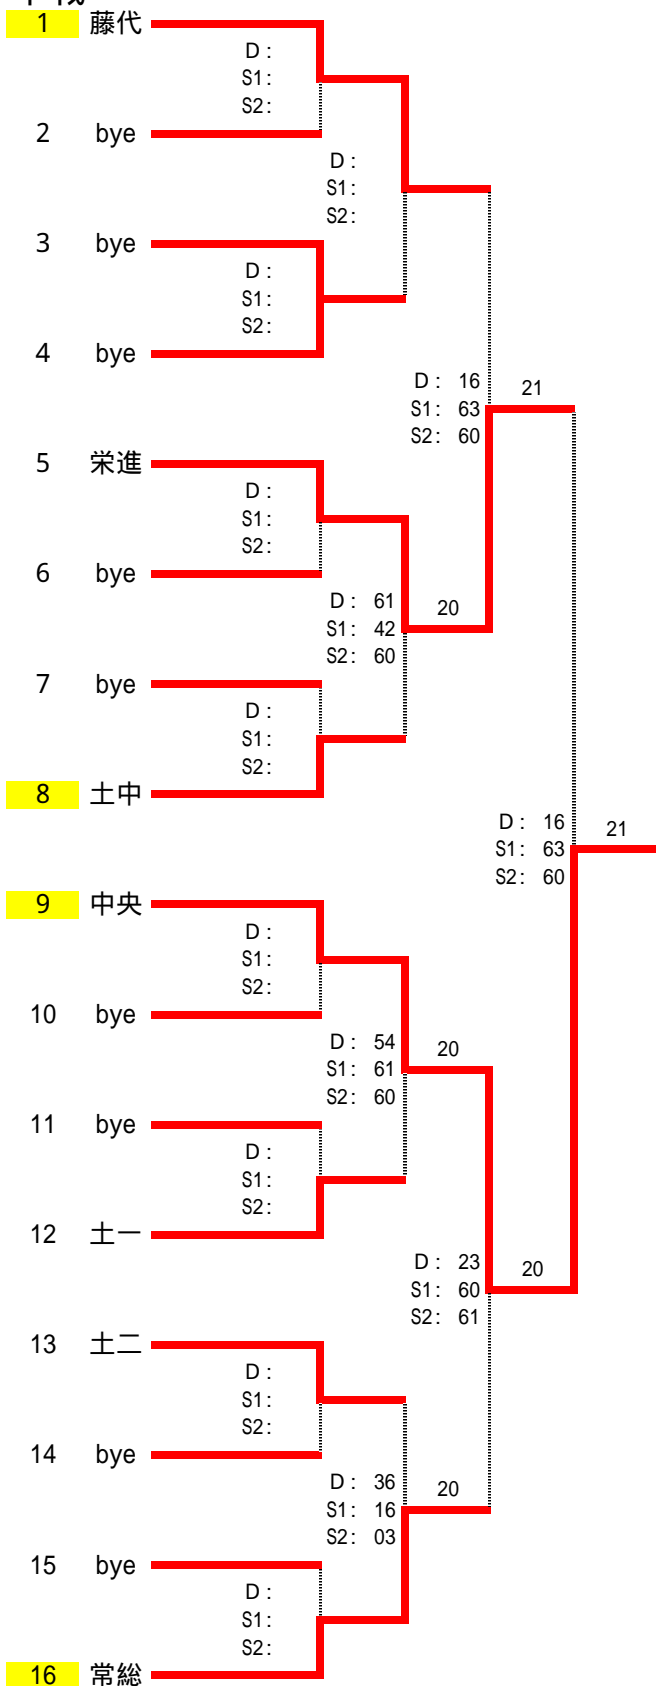 1 藤代
D :
S1:
S2:
2 bye
D :
S1:
S2:
3 bye
D :
S1:
S2:
4 bye
D : 16
S1: 63
S2: 60
21
5 栄進
D :
S1:
S2:
6 bye
D : 61
S1: 42
S2: 60
20
7 bye
D :
S1:
S2:
8 土中
D : 16
S1: 63
S2: 60
21
9 中央
D :
S1:
S2:
10 bye
D : 54
S1: 61
S2: 60
20
11 bye
D :
S1:
S2:
12 土一
D : 23
S1: 60
S2: 61
20
13 土二
D :
S1:
S2:
14 bye
D : 36
S1: 16
S2: 03
20
15 bye
D :
S1:
S2:
16 常総